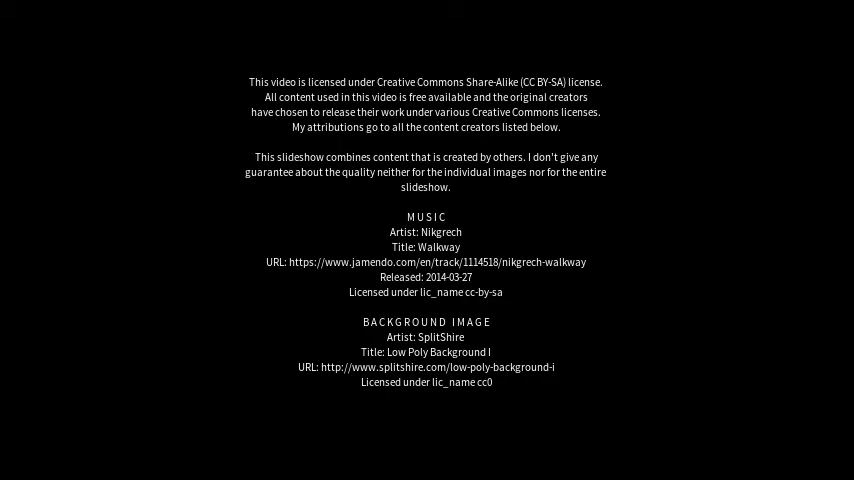 This video is licensed under Creative Commons Share-Alike (CC BY-SA) license.
All content used in this video is free available and the original creators
have chosen to release their work under various Creative Commons licenses.
My attributions go to all the content creators listed below.
This slideshow combines content that is created by others. I don't give any
guarantee about the quality neither for the individual images nor for the entire
slideshow.
MUSIC
Artist: Nikgrech
Title: Walkway
URL: https://www.jamendo.com/en/track/1114518/nikgrech-walkway
Released: 2014-03-27
Licensed under lic_name cc-by-sa
BACKGROUND IMAGE
Artist: SplitShire
Title: Low Poly Background I
URL: http://www.splitshire.com/low-poly-background-i
Licensed under lic_name cc0